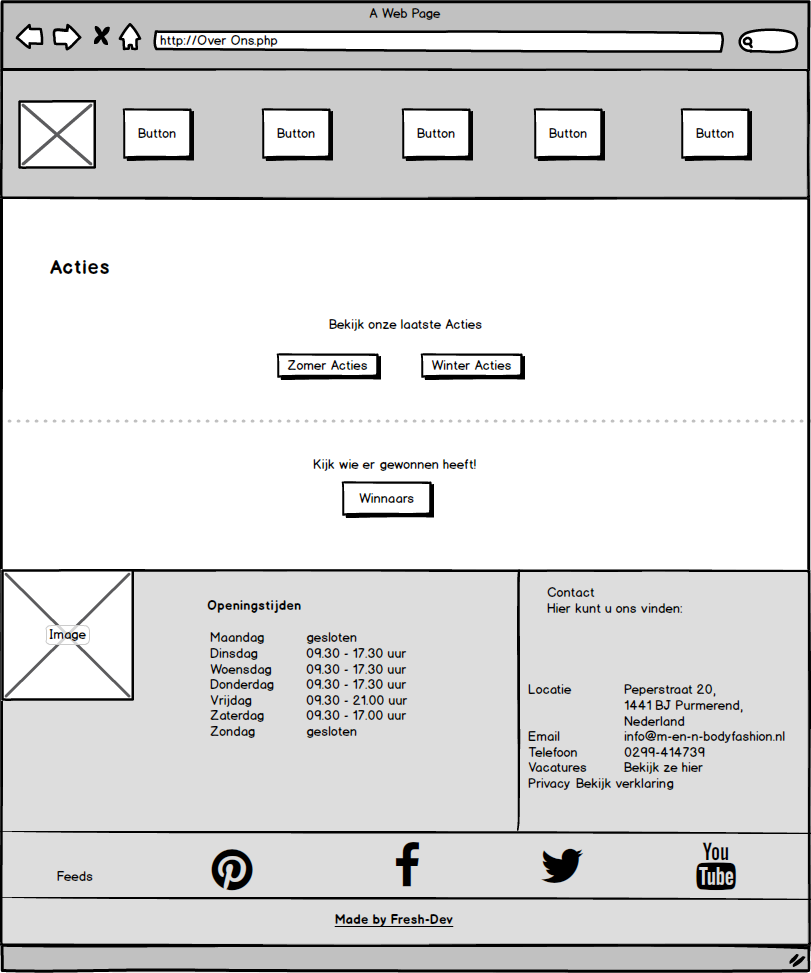 A Web Page
http://Over Ons.php
Button Button Button Button Button
Acties
Bekijk onze laatste Acties
Zomer Acties Winter Acties
Kijk wie er gewonnen heeft!
Winnaars
Image
Openingstijden
Maandag gesloten
Dinsdag 09.30 - 17.30 uur
Woensdag 09.30 - 17.30 uur
Donderdag 09.30 - 17.30 uur
Vrijdag 09.30 - 21.00 uur
Zaterdag 09.30 - 17.00 uur
Zondag gesloten
Contact
Hier kunt u ons vinden:
Locatie Peperstraat 20,
1441 BJ Purmerend,
Nederland
Email info@m-en-n-bodyfashion.nl
Telefoon 0299-414739
Vacatures Bekijk ze hier
Privacy Bekijk verklaring
Feeds
You
Tube
Made by Fresh-Dev